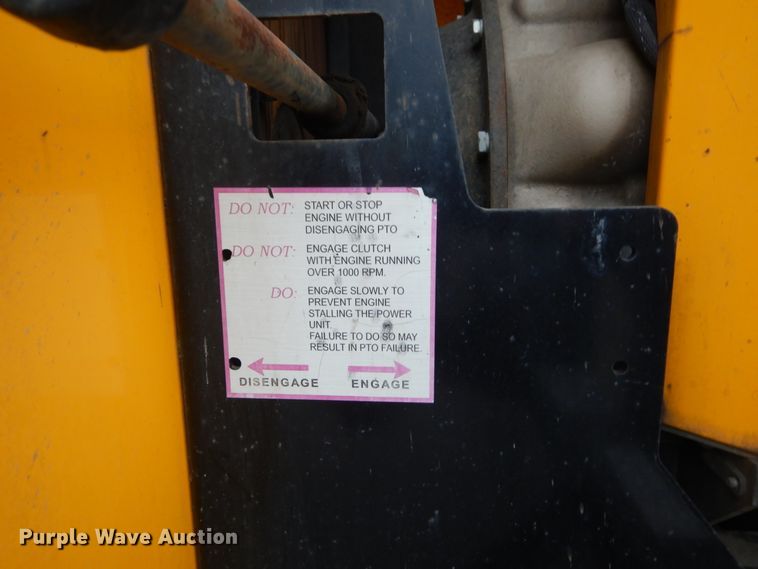 DO NOT: START OR STOP
ENGINE WITHOUT
DISENGAGING PTO
DO NOT: ENGAGE CLUTCH
WITH ENGINE RUNNING
OVER 1000 RPM.
DO: ENGAGE SLOWLY TO
PREVENT ENGINE
STALLING THE POWER
UNIT.
FAILURE TO DO SO MAY
RESULT IN PTO FAILURE.
DISENGAGE ENGAGE
Purple Wave Auction®